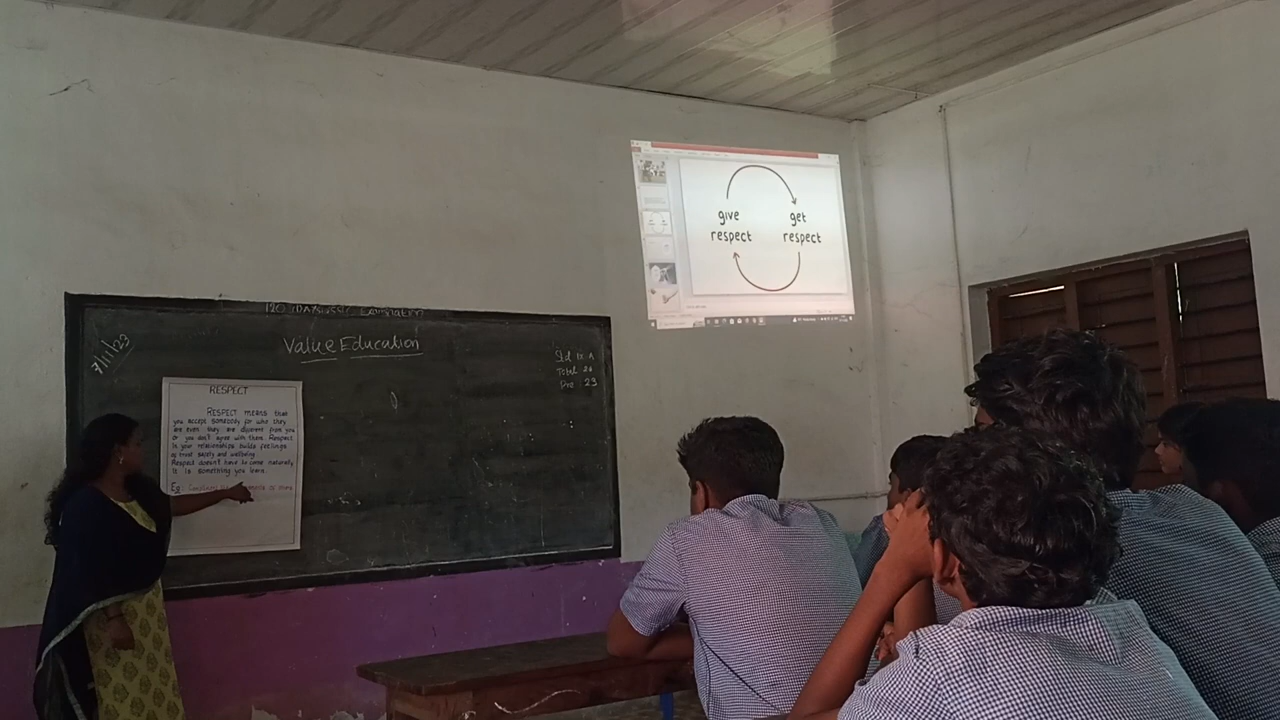 Value Education
7/11/23
Std IX A
Total
Pre 23
RESPECT
RESPECT means that
you accept somebody for who they
are even they are different from you
or you don't agree with them. Respect
in your relationships builds feelings
of trust safety and wellbeing
Respect doesn't have to come naturally
it is something you learn.
Eg:
give
respect
get
respect